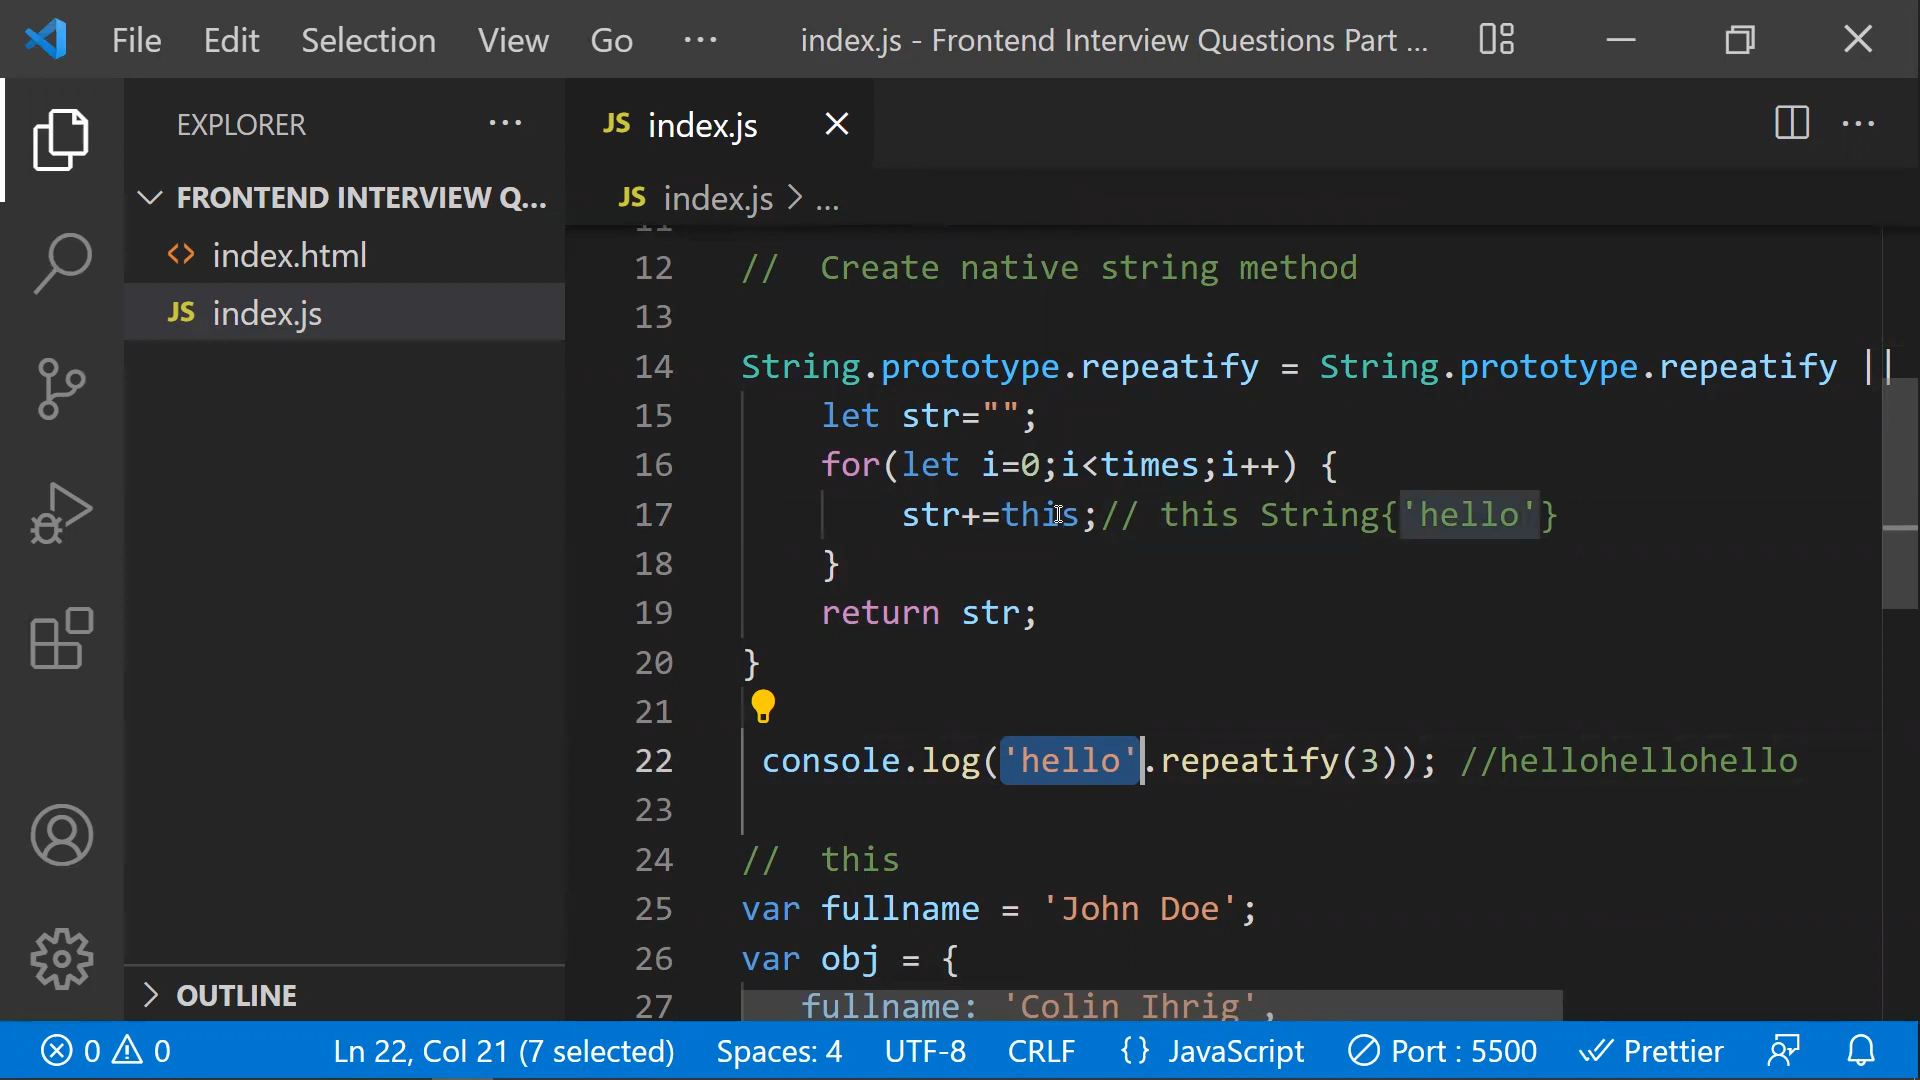 File Edit Selection View Go ... index.js - Frontend Interview Questions Part ...
EXPLORER ...
FRONTEND INTERVIEW Q...
<> index.html
JS index.js
OUTLINE
JS index.js
JS index.js > ...
11
12 //  Create native string method
13
14 String.prototype.repeatify = String.prototype.repeatify ||
15     let str="";
16     for(let i=0;i<times;i++) {
17         str+=this;// this String{'hello'}
18     }
19     return str;
20 }
21
22  console.log('hello'.repeatify(3)); //hellohellohello
23
24 //  this
25 var fullname = 'John Doe';
26 var obj = {
27    fullname: 'Colin Ihrig',
0 0 Ln 22, Col 21 (7 selected) Spaces: 4 UTF-8 CRLF {} JavaScript Port : 5500 Prettier